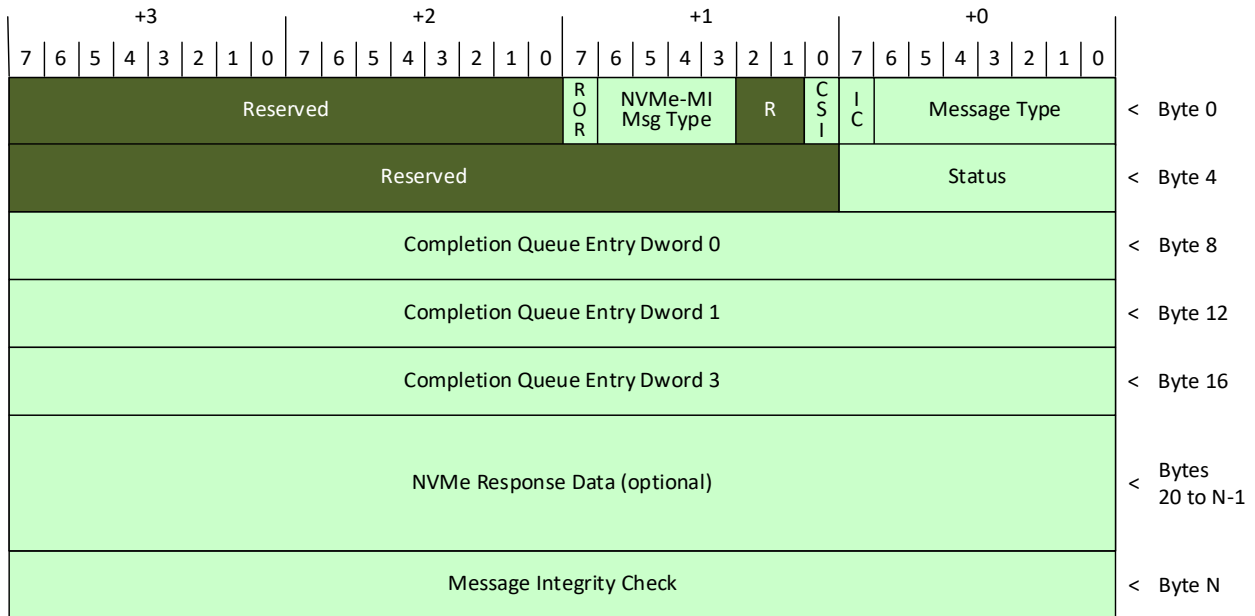 +3 +2 +1 +0
7 6 5 4 3 2 1 0 7 6 5 4 3 2 1 0 7 6 5 4 3 2 1 0 7 6 5 4 3 2 1 0
Reserved ROR NVMe-MI Msg Type R CSI IC Message Type < Byte 0
Reserved Status < Byte 4
Completion Queue Entry Dword 0 < Byte 8
Completion Queue Entry Dword 1 < Byte 12
Completion Queue Entry Dword 3 < Byte 16
NVMe Response Data (optional) < Bytes
20 to N-1
Message Integrity Check < Byte N